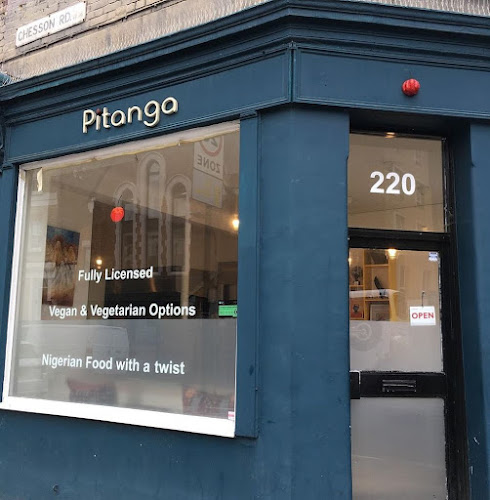 CHESSON RD.
Pitanga
ZONE
220
Fully Licensed
Vegan & Vegetarian Options
OPEN
Nigerian Food with a twist